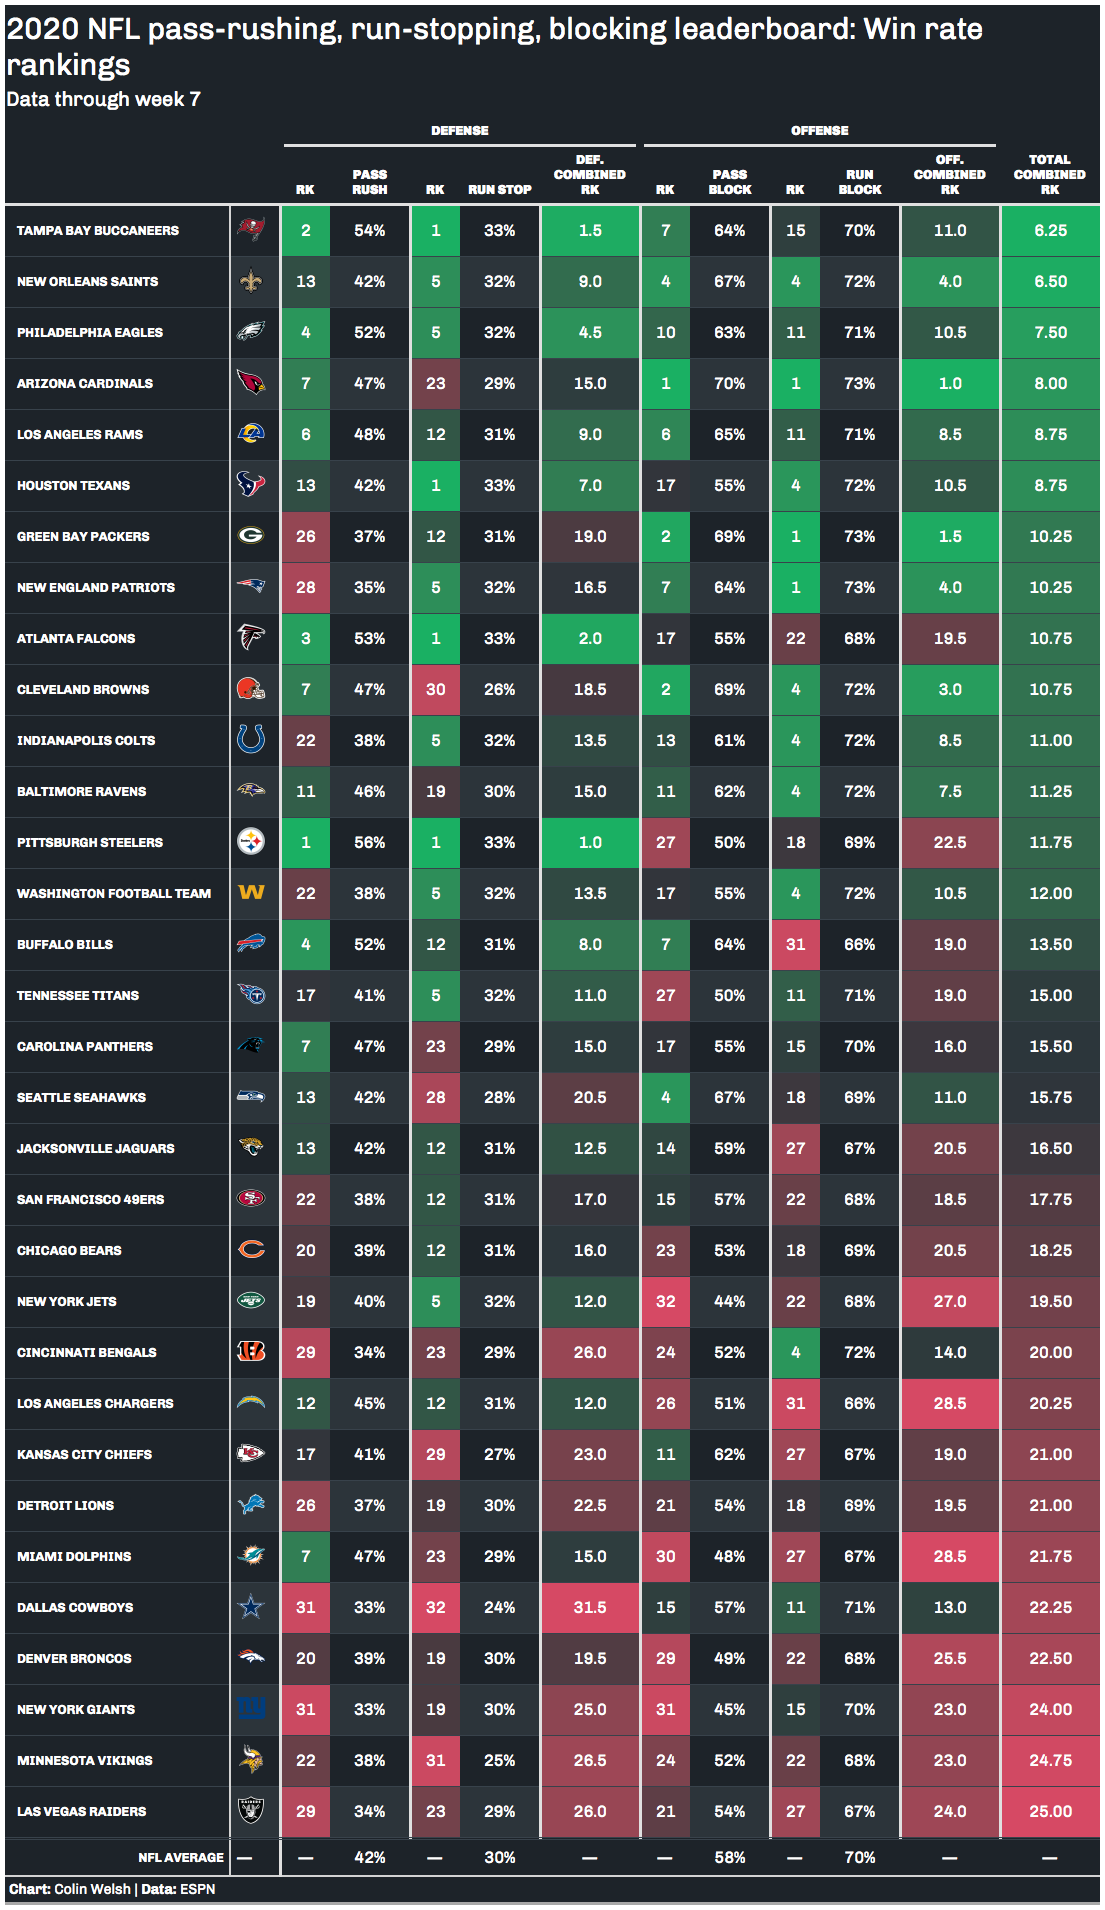 2020 NFL pass-rushing, run-stopping, blocking leaderboard: Win rate
rankings
Data through week 7
DEFENSE OFFENSE
RK PASS RUSH RK RUN STOP DEF. COMBINED RK RK PASS BLOCK RK RUN BLOCK OFF. COMBINED RK TOTAL COMBINED RK
TAMPA BAY BUCCANEERS 2 54% 1 33% 1.5 7 64% 15 70% 11.0 6.25
NEW ORLEANS SAINTS 13 42% 5 32% 9.0 4 67% 4 72% 4.0 6.50
PHILADELPHIA EAGLES 4 52% 5 32% 4.5 10 63% 11 71% 10.5 7.50
ARIZONA CARDINALS 7 47% 23 29% 15.0 1 70% 1 73% 1.0 8.00
LOS ANGELES RAMS 6 48% 12 31% 9.0 6 65% 11 71% 8.5 8.75
HOUSTON TEXANS 13 42% 1 33% 7.0 17 55% 4 72% 10.5 8.75
GREEN BAY PACKERS G 26 37% 12 31% 19.0 2 69% 1 73% 1.5 10.25
NEW ENGLAND PATRIOTS 28 35% 5 32% 16.5 7 64% 1 73% 4.0 10.25
ATLANTA FALCONS 3 53% 1 33% 2.0 17 55% 22 68% 19.5 10.75
CLEVELAND BROWNS 7 47% 30 26% 18.5 2 69% 4 72% 3.0 10.75
INDIANAPOLIS COLTS 22 38% 5 32% 13.5 13 61% 4 72% 8.5 11.00
BALTIMORE RAVENS 11 46% 19 30% 15.0 11 62% 4 72% 7.5 11.25
PITTSBURGH STEELERS 1 56% 1 33% 1.0 27 50% 18 69% 22.5 11.75
WASHINGTON FOOTBALL TEAM W 22 38% 5 32% 13.5 17 55% 4 72% 10.5 12.00
BUFFALO BILLS 4 52% 12 31% 8.0 7 64% 31 66% 19.0 13.50
TENNESSEE TITANS 17 41% 5 32% 11.0 27 50% 11 71% 19.0 15.00
CAROLINA PANTHERS 7 47% 23 29% 15.0 17 55% 15 70% 16.0 15.50
SEATTLE SEAHAWKS 13 42% 28 28% 20.5 4 67% 18 69% 11.0 15.75
JACKSONVILLE JAGUARS 13 42% 12 31% 12.5 14 59% 27 67% 20.5 16.50
SAN FRANCISCO 49ERS 22 38% 12 31% 17.0 15 57% 22 68% 18.5 17.75
CHICAGO BEARS 20 39% 12 31% 16.0 23 53% 18 69% 20.5 18.25
NEW YORK JETS JETS 19 40% 5 32% 12.0 32 44% 22 68% 27.0 19.50
CINCINNATI BENGALS 29 34% 23 29% 26.0 24 52% 4 72% 14.0 20.00
LOS ANGELES CHARGERS 12 45% 12 31% 12.0 26 51% 31 66% 28.5 20.25
KANSAS CITY CHIEFS 17 41% 29 27% 23.0 11 62% 27 67% 19.0 21.00
DETROIT LIONS 26 37% 19 30% 22.5 21 54% 18 69% 19.5 21.00
MIAMI DOLPHINS 7 47% 23 29% 15.0 30 48% 27 67% 28.5 21.75
DALLAS COWBOYS 31 33% 32 24% 31.5 15 57% 11 71% 13.0 22.25
DENVER BRONCOS 20 39% 19 30% 19.5 29 49% 22 68% 25.5 22.50
NEW YORK GIANTS 31 33% 19 30% 25.0 31 45% 15 70% 23.0 24.00
MINNESOTA VIKINGS 22 38% 31 25% 26.5 24 52% 22 68% 23.0 24.75
LAS VEGAS RAIDERS 29 34% 23 29% 26.0 21 54% 27 67% 24.0 25.00
NFL AVERAGE — — 42% — 30% — — 58% — 70% — —
Chart: Colin Welsh | Data: ESPN